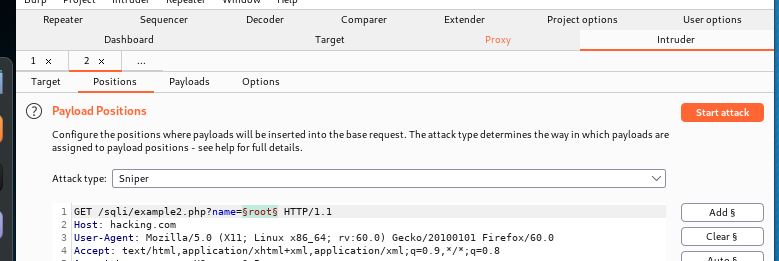 Burp Project Intruder Repeater Window Help
Repeater Sequencer Decoder Comparer Extender Project options User options
Dashboard Target Proxy Intruder
1 × 2 × ...
Target Positions Payloads Options
? Payload Positions Start attack
Configure the positions where payloads will be inserted into the base request. The attack type determines the way in which payloads are
assigned to payload positions - see help for full details.
Attack type: Sniper
1 GET /sqli/example2.php?name=§root§ HTTP/1.1
Add §
2 Host: hacking.com
3 User-Agent: Mozilla/5.0 (X11; Linux x86_64; rv:60.0) Gecko/20100101 Firefox/60.0
Clear §
4 Accept: text/html,application/xhtml+xml,application/xml;q=0.9,*/*;q=0.8
Auto §